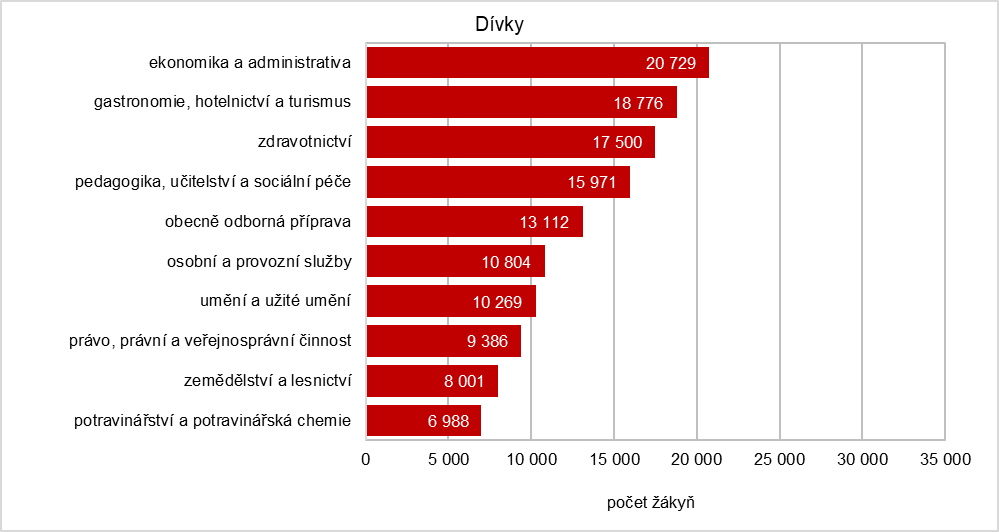 Dívky
ekonomika a administrativa 20 729
gastronomie, hotelnictví a turismus 18 776
zdravotnictví 17 500
pedagogika, učitelství a sociální péče 15 971
obecně odborná příprava 13 112
osobní a provozní služby 10 804
umění a užité umění 10 269
právo, právní a veřejnosprávní činnost 9 386
zemědělství a lesnictví 8 001
potravinářství a potravinářská chemie 6 988
0 5 000 10 000 15 000 20 000 25 000 30 000 35 000
počet žákyň